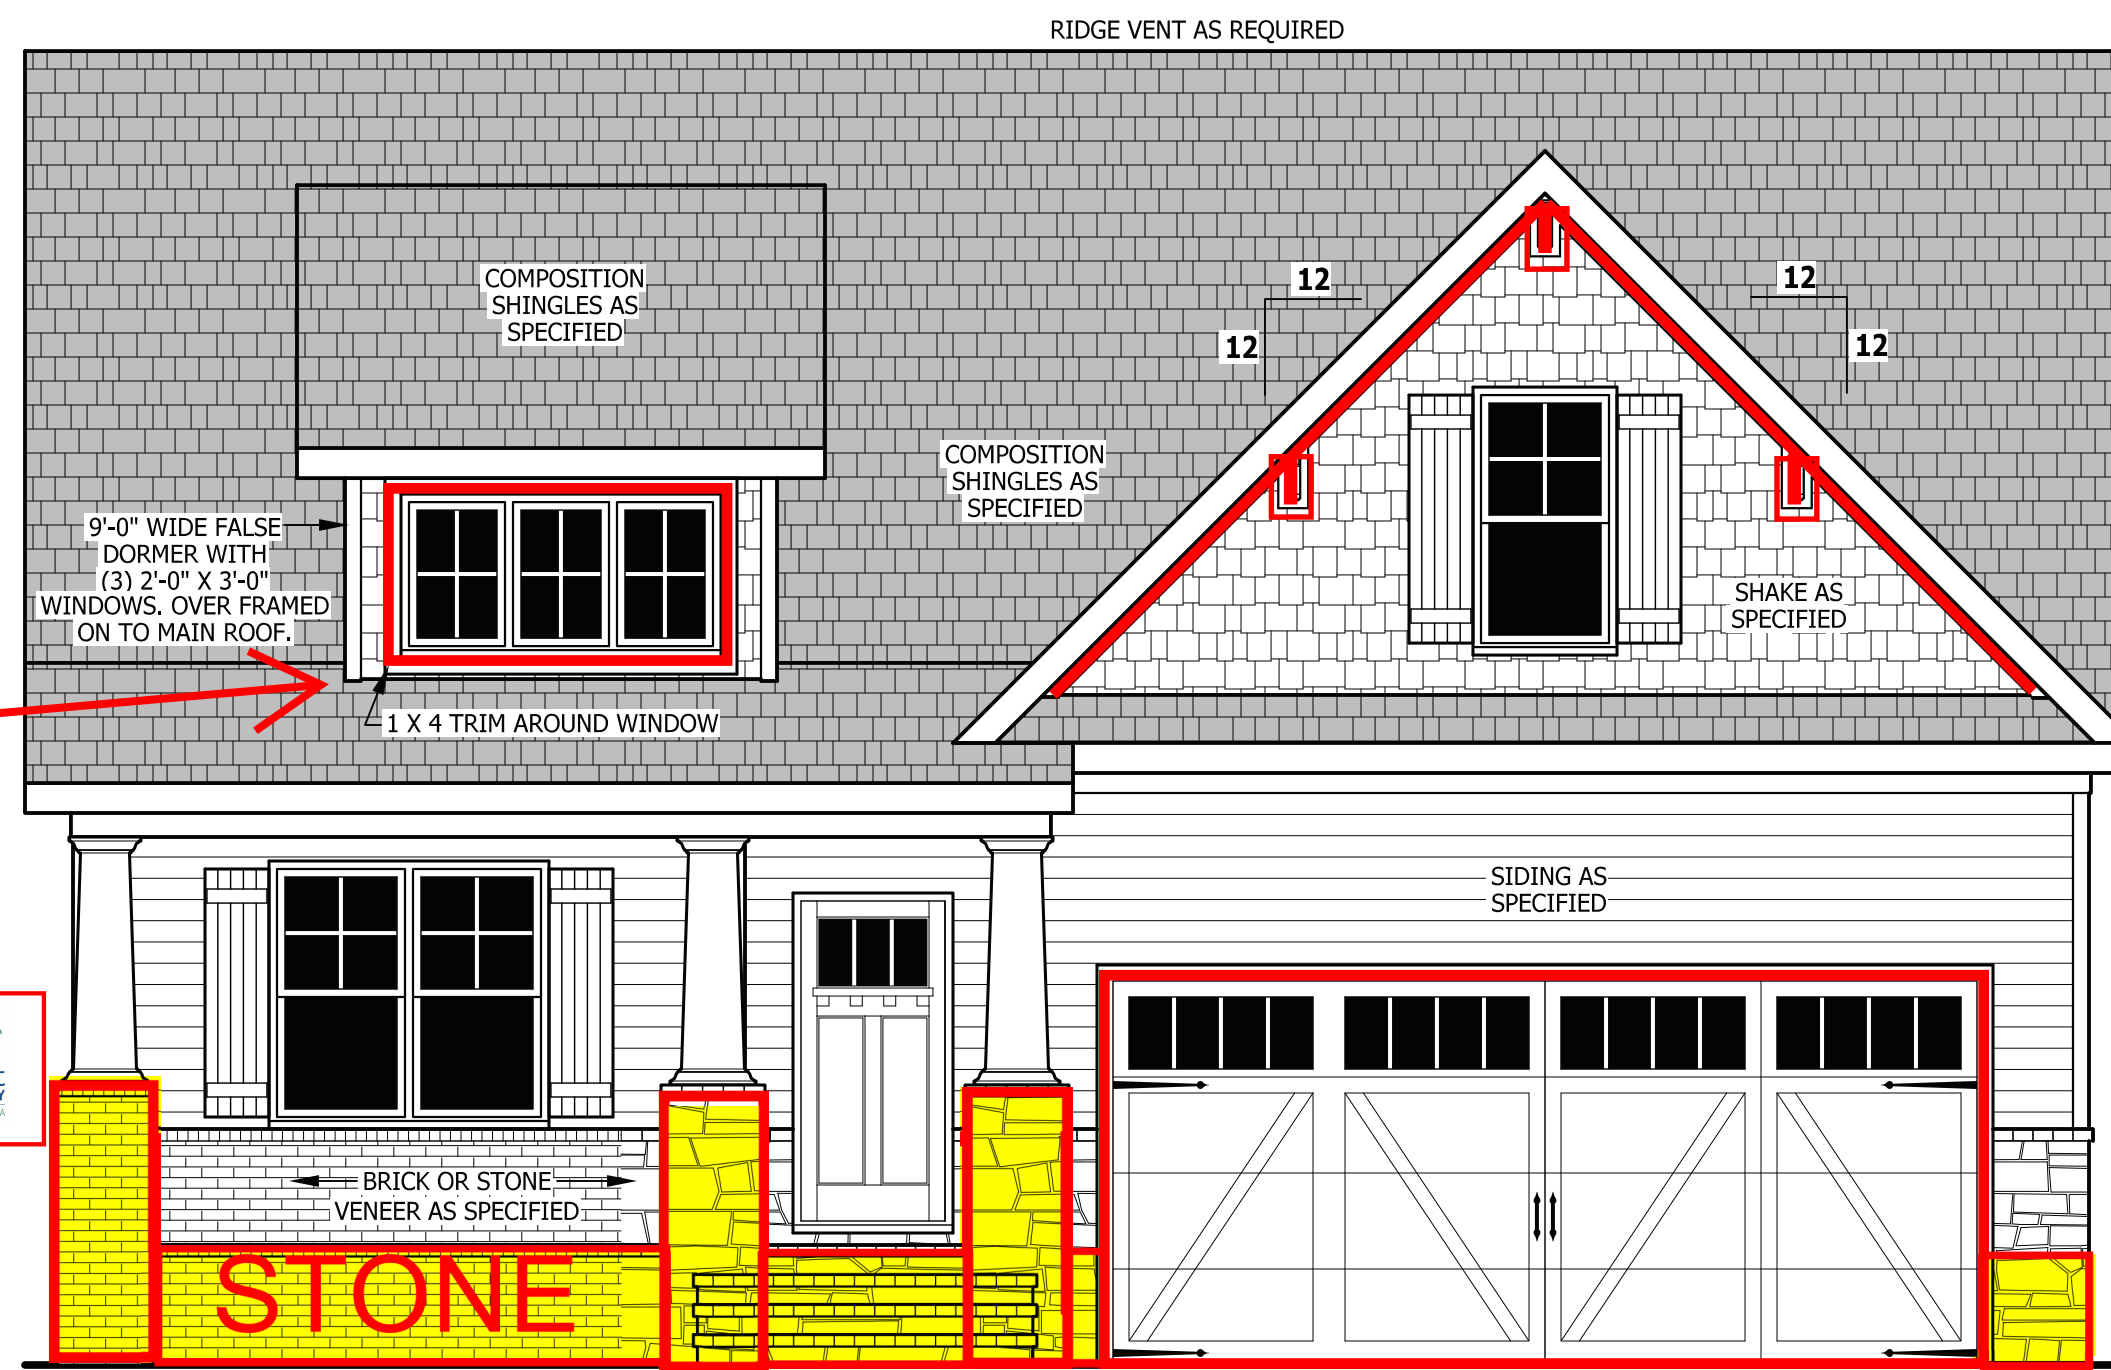 RIDGE VENT AS REQUIRED
COMPOSITION
SHINGLES AS
SPECIFIED
12
12
12
12
COMPOSITION
SHINGLES AS
SPECIFIED
9'-0" WIDE FALSE
DORMER WITH
(3) 2'-0" X 3'-0"
WINDOWS. OVER FRAMED
ON TO MAIN ROOF.
SHAKE AS
SPECIFIED
1 X 4 TRIM AROUND WINDOW
SIDING AS
SPECIFIED
BRICK OR STONE
VENEER AS SPECIFIED
STONE